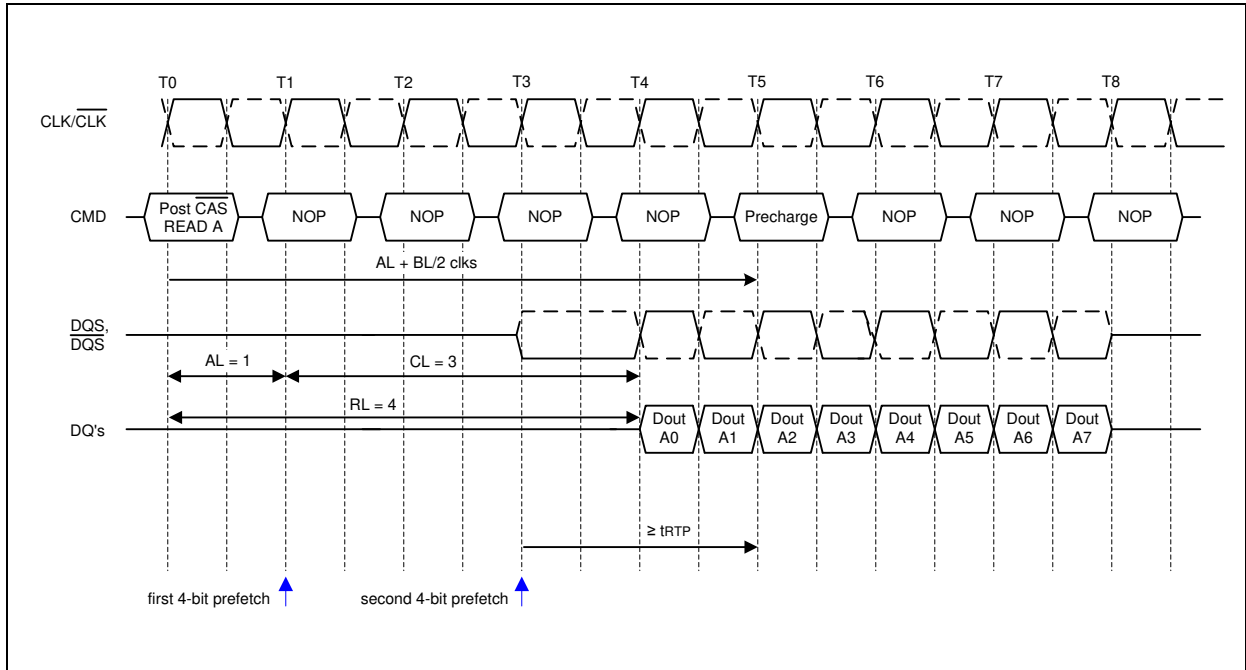 T0 T1 T2 T3 T4 T5 T6 T7 T8
CLK/CLK
CMD
Post CAS
READ A
NOP
NOP
NOP
NOP
Precharge
NOP
NOP
NOP
AL + BL/2 clks
DQS,
DQS
AL = 1
CL = 3
RL = 4
DQ's
Dout
A0
Dout
A1
Dout
A2
Dout
A3
Dout
A4
Dout
A5
Dout
A6
Dout
A7
≥ tRTP
first 4-bit prefetch
second 4-bit prefetch